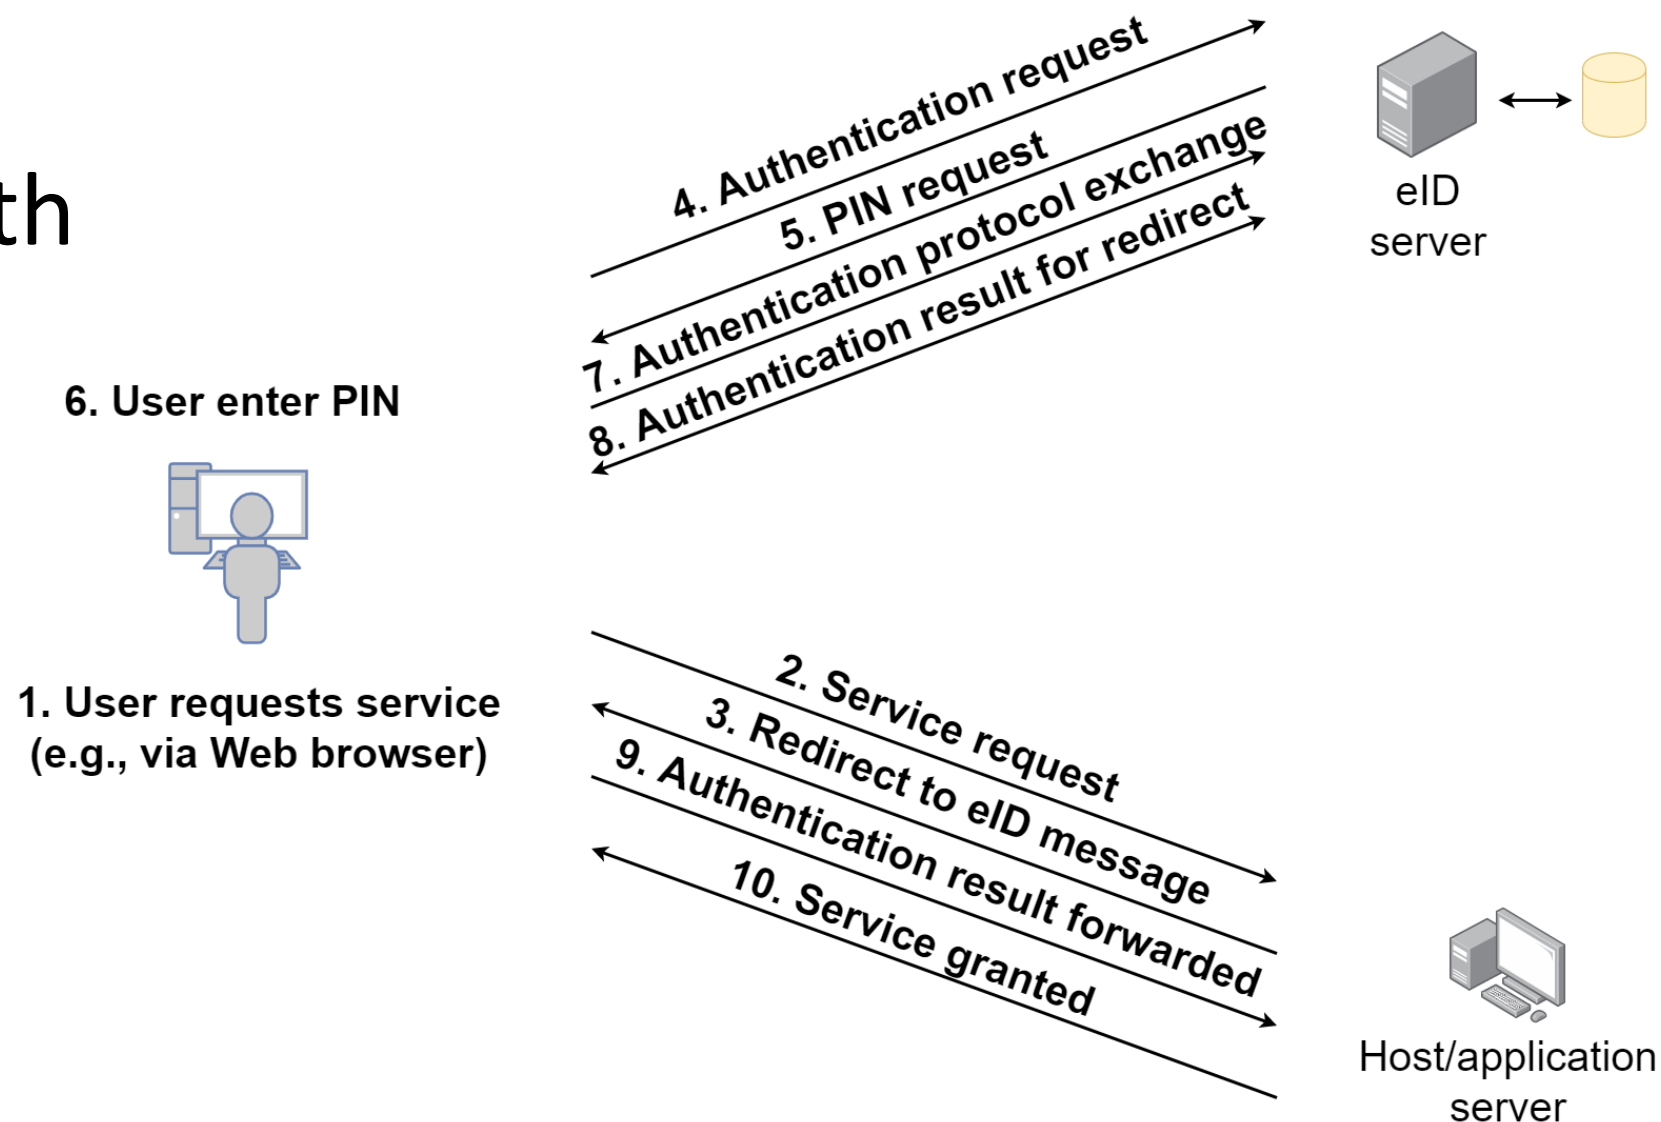 th
4. Authentication request
5. PIN request
7. Authentication protocol exchange
8. Authentication result for redirect
eID
server
6. User enter PIN
1. User requests service
(e.g., via Web browser)
2. Service request
3. Redirect to eID message
9. Authentication result forwarded
10. Service granted
Host/application
server